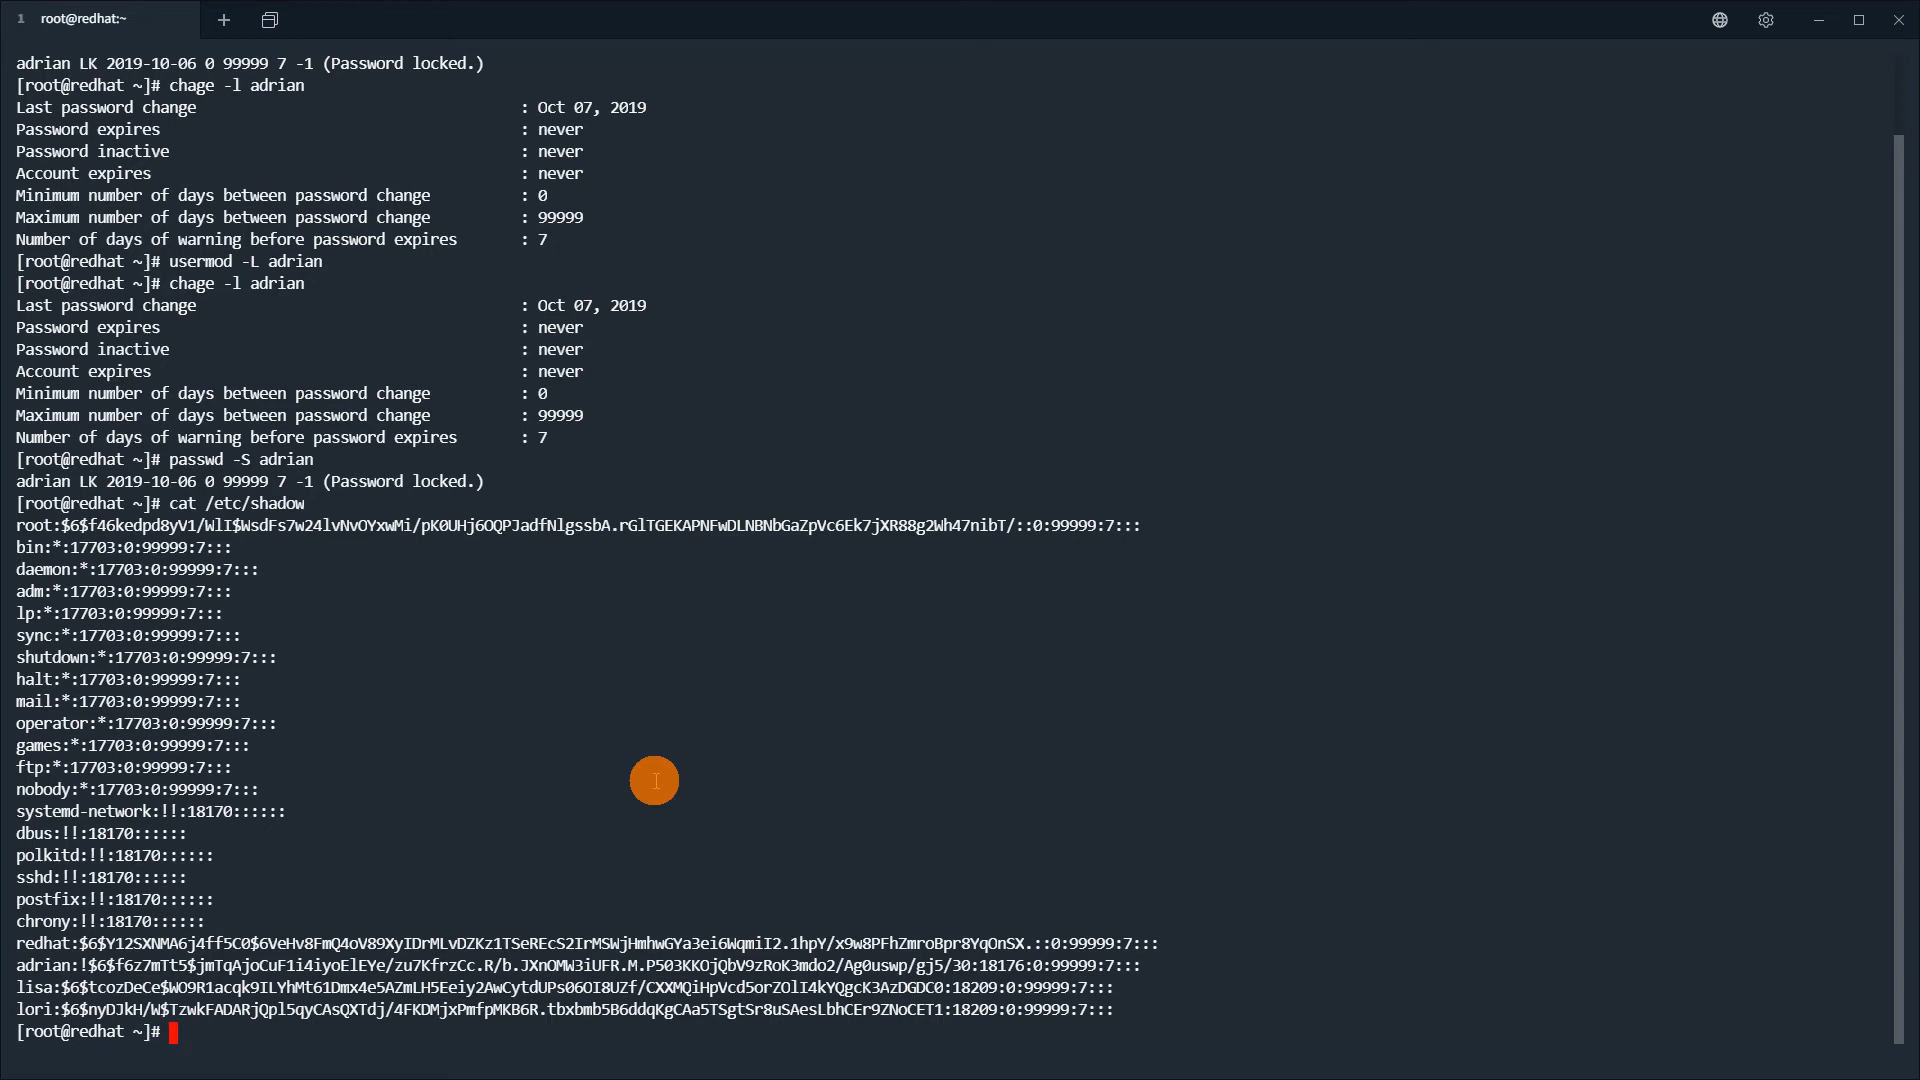 1 root@redhat:~
adrian LK 2019-10-06 0 99999 7 -1 (Password locked.)
[root@redhat ~]# chage -l adrian
Last password change : Oct 07, 2019
Password expires : never
Password inactive : never
Account expires : never
Minimum number of days between password change : 0
Maximum number of days between password change : 99999
Number of days of warning before password expires : 7
[root@redhat ~]# usermod -L adrian
[root@redhat ~]# chage -l adrian
Last password change : Oct 07, 2019
Password expires : never
Password inactive : never
Account expires : never
Minimum number of days between password change : 0
Maximum number of days between password change : 99999
Number of days of warning before password expires : 7
[root@redhat ~]# passwd -S adrian
adrian LK 2019-10-06 0 99999 7 -1 (Password locked.)
[root@redhat ~]# cat /etc/shadow
root:$6$f46kedpd8yV1/WlI$WsdFs7w24lvNvOYxwMi/pK0UHj6OQPJadfNlgssbA.rGlTGEKAPNFwDLNBNbGaZpVc6Ek7jXR88g2Wh47nibT/::0:99999:7:::
bin:*:17703:0:99999:7:::
daemon:*:17703:0:99999:7:::
adm:*:17703:0:99999:7:::
lp:*:17703:0:99999:7:::
sync:*:17703:0:99999:7:::
shutdown:*:17703:0:99999:7:::
halt:*:17703:0:99999:7:::
mail:*:17703:0:99999:7:::
operator:*:17703:0:99999:7:::
games:*:17703:0:99999:7:::
ftp:*:17703:0:99999:7:::
nobody:*:17703:0:99999:7:::
systemd-network:!!:18170::::::
dbus:!!:18170::::::
polkitd:!!:18170::::::
sshd:!!:18170::::::
postfix:!!:18170::::::
chrony:!!:18170::::::
redhat:$6$Y12SXNMA6j4ff5C0$6VeHv8FmQ4oV89XyIDrMLvDZKz1TSeREcS2IrMSWjHmhwGYa3ei6WqmiI2.1hpY/x9w8PFhZmroBpr8YqOnSX.::0:99999:7:::
adrian:!$6$f6z7mTt5$jmTqAjoCuF1i4iyoElEYe/zu7KfrzCc.R/b.JXnOMW3iUFR.M.P503KKOjQbV9zRoK3mdo2/Ag0uswp/gj5/30:18176:0:99999:7:::
lisa:$6$tcozDeCe$WO9R1acqk9ILYhMt61Dmx4e5AZmLH5Eeiy2AwCytdUPs06OI8UZf/CXXMQiHpVcd5orZOlI4kYQgcK3AzDGDC0:18209:0:99999:7:::
lori:$6$nyDJkH/W$TzwkFADARjQpl5qyCAsQXTdj/4FKDMjxPmfpMKB6R.tbxbmb5B6ddqKgCAa5TSgtSr8uSAesLbhCEr9ZNoCET1:18209:0:99999:7:::
[root@redhat ~]#